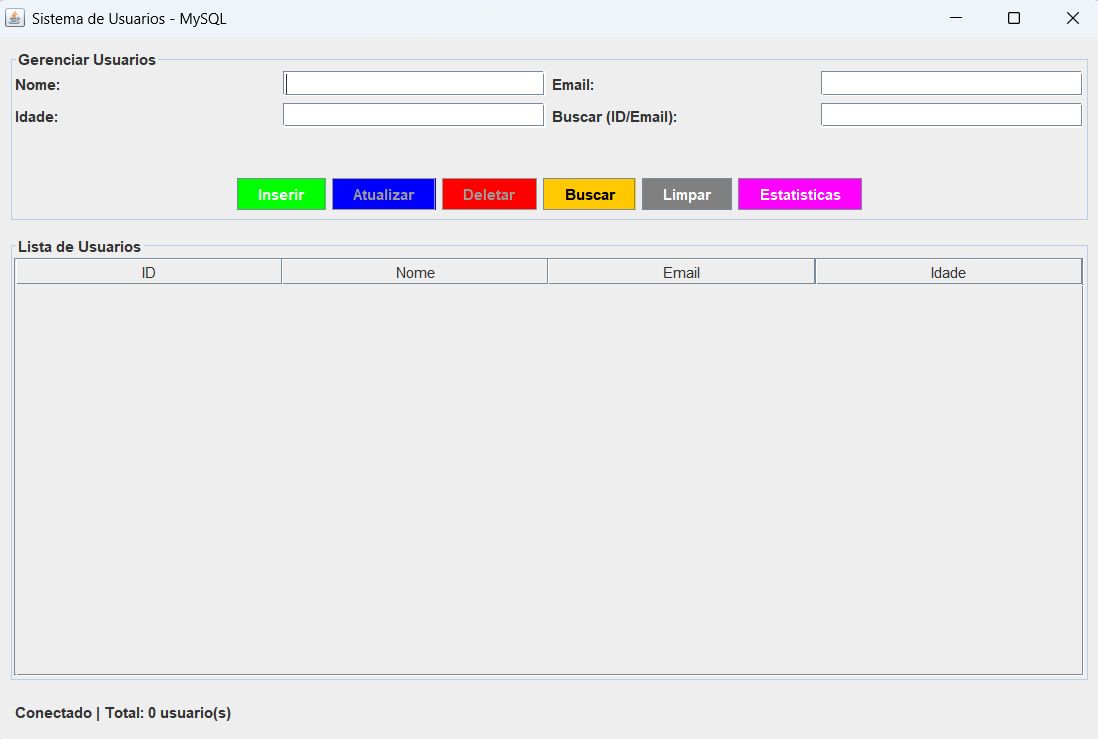 Sistema de Usuarios - MySQL
Gerenciar Usuarios
Nome: Email:
Idade: Buscar (ID/Email):
Inserir Atualizar Deletar Buscar Limpar Estatisticas
Lista de Usuarios
ID Nome Email Idade
Conectado | Total: 0 usuario(s)